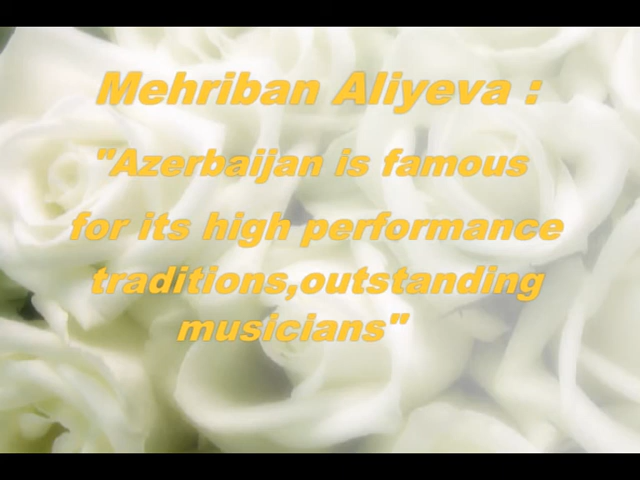 Mehriban Aliyeva :
"Azerbaijan is famous
for its high performance
traditions,outstanding
musicians"